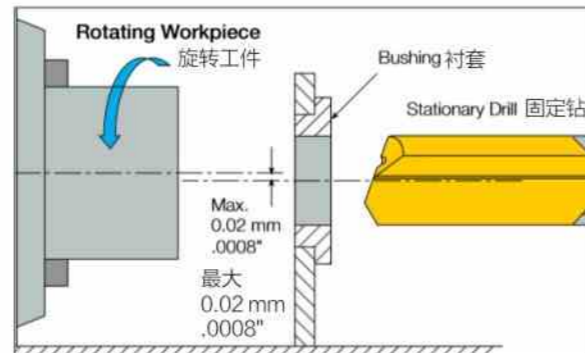 Rotating Workpiece
旋转工件
Bushing 衬套
Stationary Drill 固定钻
Max.
0.02 mm
.0008"
最大
0.02 mm
.0008"